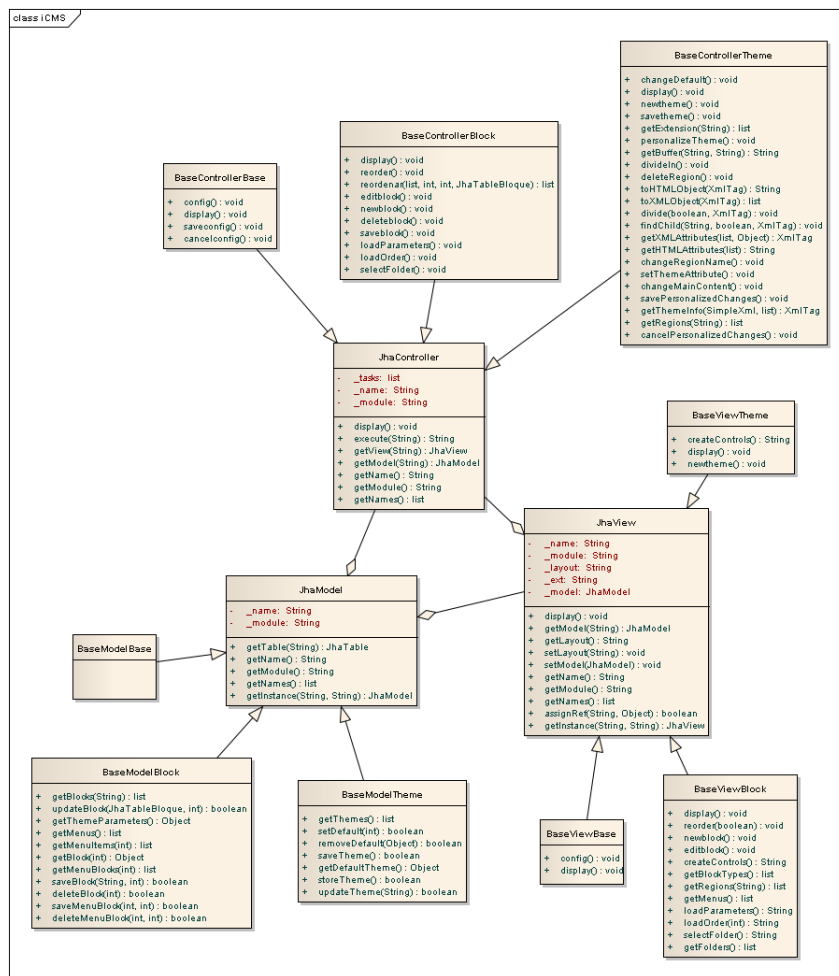 class iCMS
BaseControllerTheme
+ changeDefault() : void
+ display() : void
+ newtheme() : void
+ savetheme() : void
+ getExtension(String) : list
+ personalizeTheme() : void
+ getBuffer(String, String) : String
+ divideIn() : void
+ deleteRegion() : void
+ toHTMLObject(XmlTag) : String
+ toXMLObject(XmlTag) : list
+ divide(boolean, XmlTag) : void
+ findChild(String, boolean, XmlTag) : void
+ getXMLAttributes(list, Object) : XmlTag
+ getHTMLAttributes(list) : String
+ changeRegionName() : void
+ setThemeAttribute() : void
+ changeMainContent() : void
+ savePersonalizedChanges() : void
+ getThemeInfo(SimpleXml, list) : XmlTag
+ getRegions(String) : list
+ cancelPersonalizedChanges() : void
BaseControllerBlock
+ display() : void
+ reorder() : void
+ reordenar(list, int, int, JhaTableBloque) : list
+ editblock() : void
+ newblock() : void
+ deleteblock() : void
+ saveblock() : void
+ loadParameters() : void
+ loadOrder() : void
+ selectFolder() : void
BaseControllerBase
+ config() : void
+ display() : void
+ saveconfig() : void
+ cancelconfig() : void
JhaController
- _tasks: list
- _name: String
- _module: String
+ display() : void
+ execute(String) : String
+ getView(String) : JhaView
+ getModel(String) : JhaModel
+ getName() : String
+ getModule() : String
+ getNames() : list
BaseViewTheme
+ createControls() : String
+ display() : void
+ newtheme() : void
JhaView
- _name: String
- _module: String
- _layout: String
- _ext: String
- _model: JhaModel
+ display() : void
+ getModel(String) : JhaModel
+ getLayout() : String
+ setLayout(String) : void
+ setModel(JhaModel) : void
+ getName() : String
+ getModule() : String
+ getNames() : list
+ assignRef(String, Object) : boolean
+ getInstance(String, String) : JhaView
JhaModel
- _name: String
- _module: String
+ getTable(String) : JhaTable
+ getName() : String
+ getModule() : String
+ getNames() : list
+ getInstance(String, String) : JhaModel
BaseModelBase
BaseModelBlock
+ getBlocks(String) : list
+ updateBlock(JhaTableBloque, int) : boolean
+ getThemeParameters() : Object
+ getMenus() : list
+ getMenuItems(int) : list
+ getBlock(int) : Object
+ getMenuBlocks(int) : list
+ saveBlock(String, int) : boolean
+ deleteBlock(int) : boolean
+ saveMenuBlock(int, int) : boolean
+ deleteMenuBlock(int, int) : boolean
BaseModelTheme
+ getThemes() : list
+ setDefault(int) : boolean
+ removeDefault(Object) : boolean
+ saveTheme() : boolean
+ getDefaultTheme() : Object
+ storeTheme() : boolean
+ updateTheme(String) : boolean
BaseViewBase
+ config() : void
+ display() : void
BaseViewBlock
+ display() : void
+ reorder(boolean) : void
+ newblock() : void
+ editblock() : void
+ createControls() : String
+ getBlockTypes() : list
+ getRegions(String) : list
+ getMenus() : list
+ loadParameters() : String
+ loadOrder(int) : String
+ selectFolder() : String
+ getFolders() : list